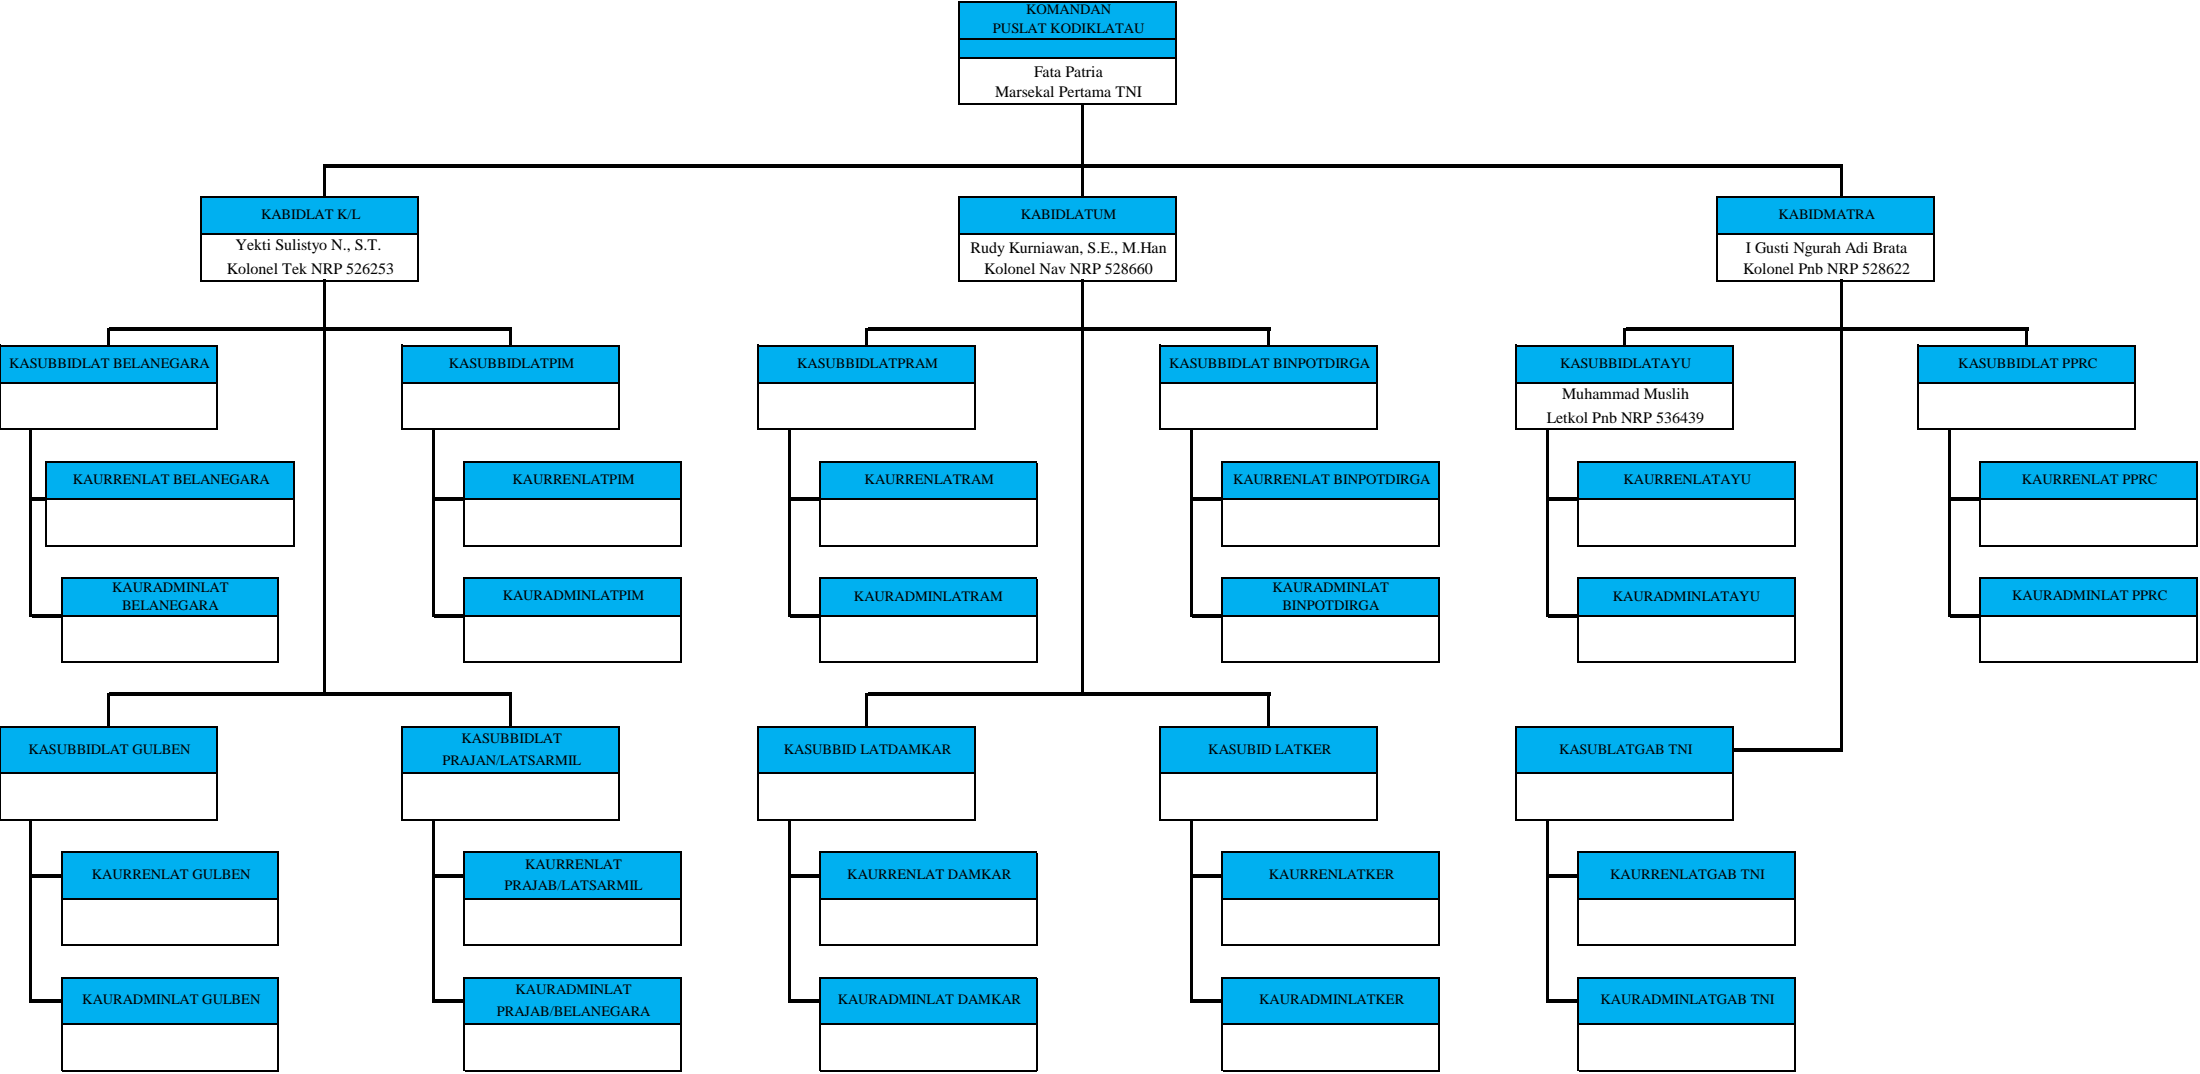 KOMANDAN
PUSLAT KODIKLATAU
Fata Patria
Marsekal Pertama TNI
KABIDLAT K/L
Yekti Sulistyo N., S.T.
Kolonel Tek NRP 526253
KABIDLATUM
Rudy Kurniawan, S.E., M.Han
Kolonel Nav NRP 528660
KABIDMATRA
I Gusti Ngurah Adi Brata
Kolonel Pnb NRP 528622
KASUBBIDLAT BELANEGARA
KASUBBIDLATPIM
KASUBBIDLATPRAM
KASUBBIDLAT BINPOTDIRGA
KASUBBIDLATAYU
Muhammad Muslih
Letkol Pnb NRP 536439
KASUBBIDLAT PPRC
KAURRENLAT BELANEGARA
KAURRENLATPIM
KAURRENLATRAM
KAURRENLAT BINPOTDIRGA
KAURRENLATAYU
KAURRENLAT PPRC
KAURADMINLAT
BELANEGARA
KAURADMINLATPIM
KAURADMINLATRAM
KAURADMINLAT
BINPOTDIRGA
KAURADMINLATAYU
KAURADMINLAT PPRC
KASUBBIDLAT GULBEN
KASUBBIDLAT
PRAJAN/LATSARMIL
KASUBBID LATDAMKAR
KASUBID LATKER
KASUBLATGAB TNI
KAURRENLAT GULBEN
KAURRENLAT
PRAJAB/LATSARMIL
KAURRENLAT DAMKAR
KAURRENLATKER
KAURRENLATGAB TNI
KAURADMINLAT GULBEN
KAURADMINLAT
PRAJAB/BELANEGARA
KAURADMINLAT DAMKAR
KAURADMINLATKER
KAURADMINLATGAB TNI